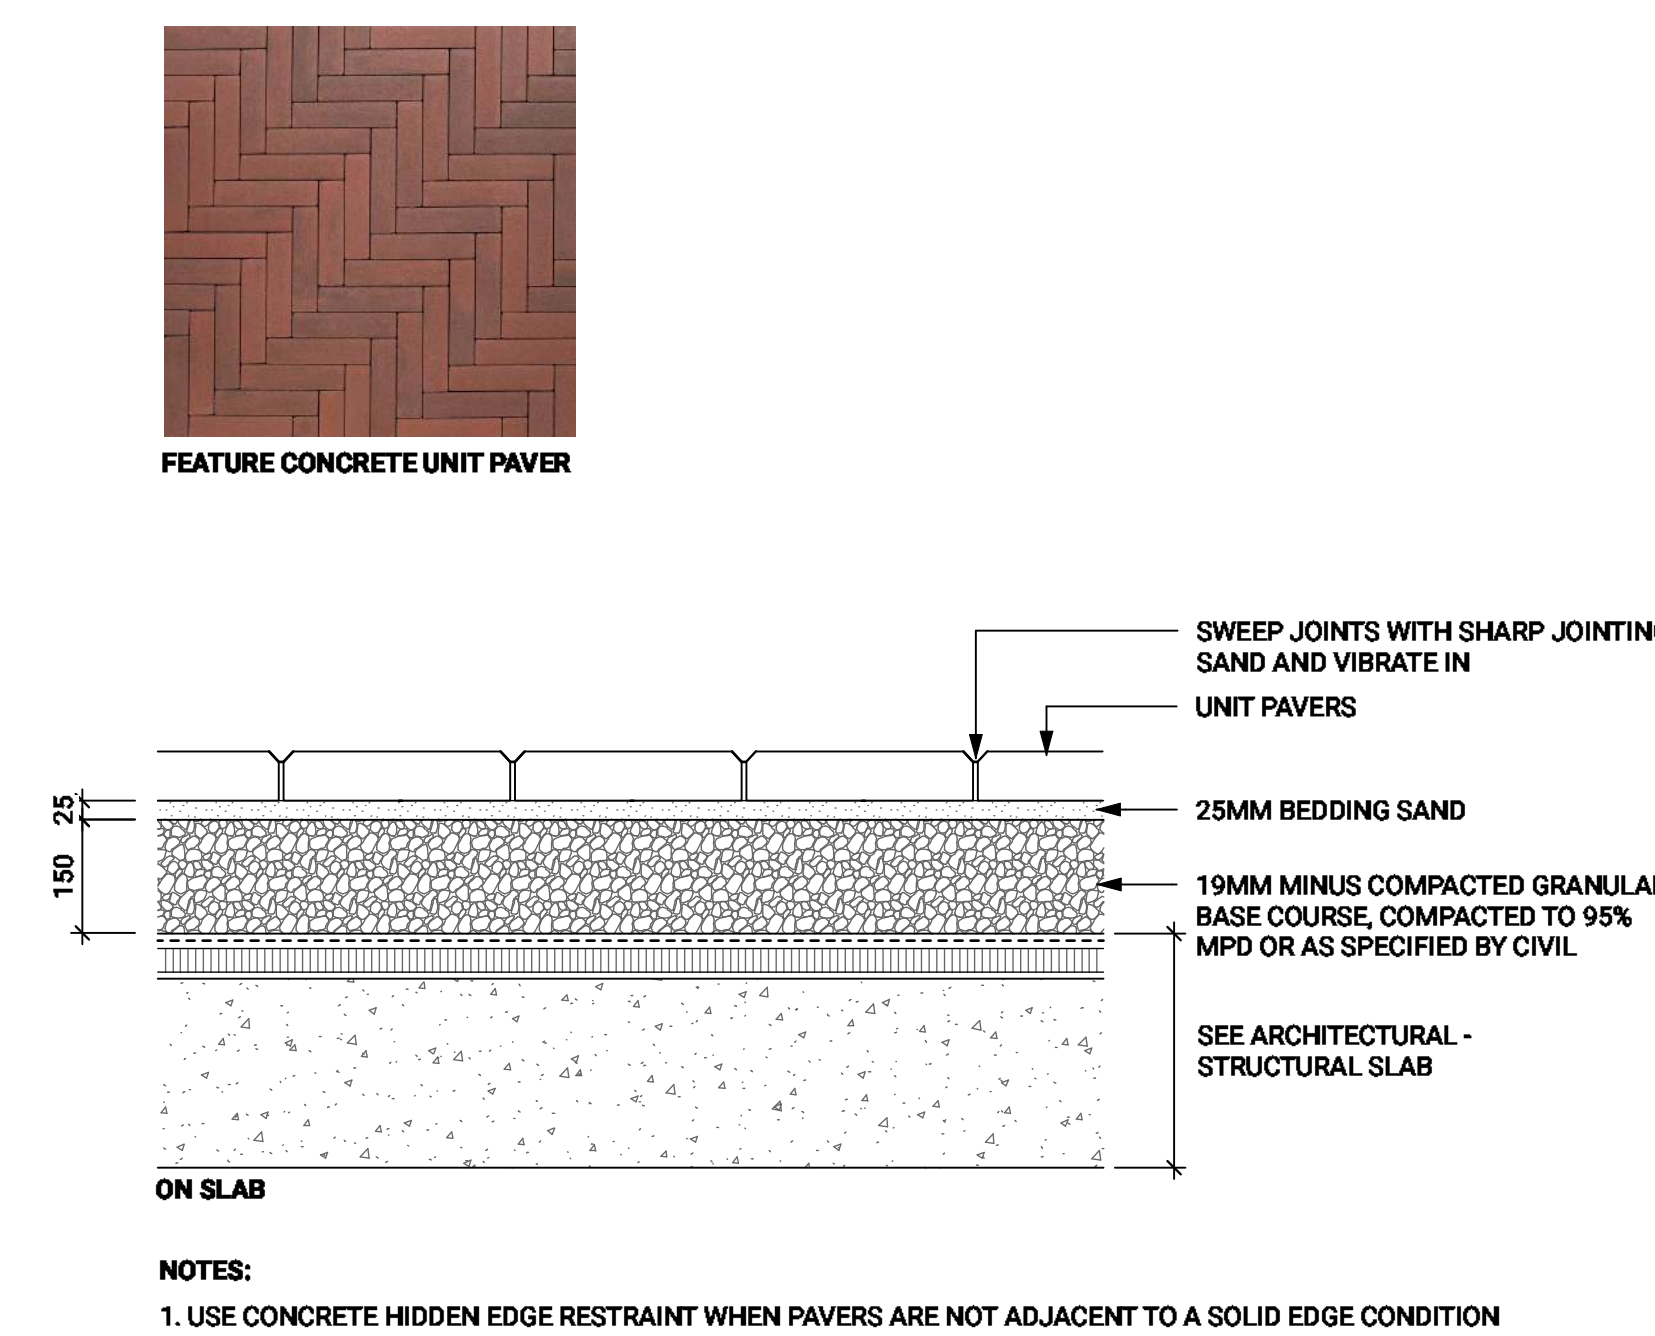 FEATURE CONCRETE UNIT PAVER
SWEEP JOINTS WITH SHARP JOINTING
SAND AND VIBRATE IN
UNIT PAVERS
25
25MM BEDDING SAND
150
19MM MINUS COMPACTED GRANULAR
BASE COURSE, COMPACTED TO 95%
MPD OR AS SPECIFIED BY CIVIL
SEE ARCHITECTURAL -
STRUCTURAL SLAB
ON SLAB
NOTES:
1. USE CONCRETE HIDDEN EDGE RESTRAINT WHEN PAVERS ARE NOT ADJACENT TO A SOLID EDGE CONDITION